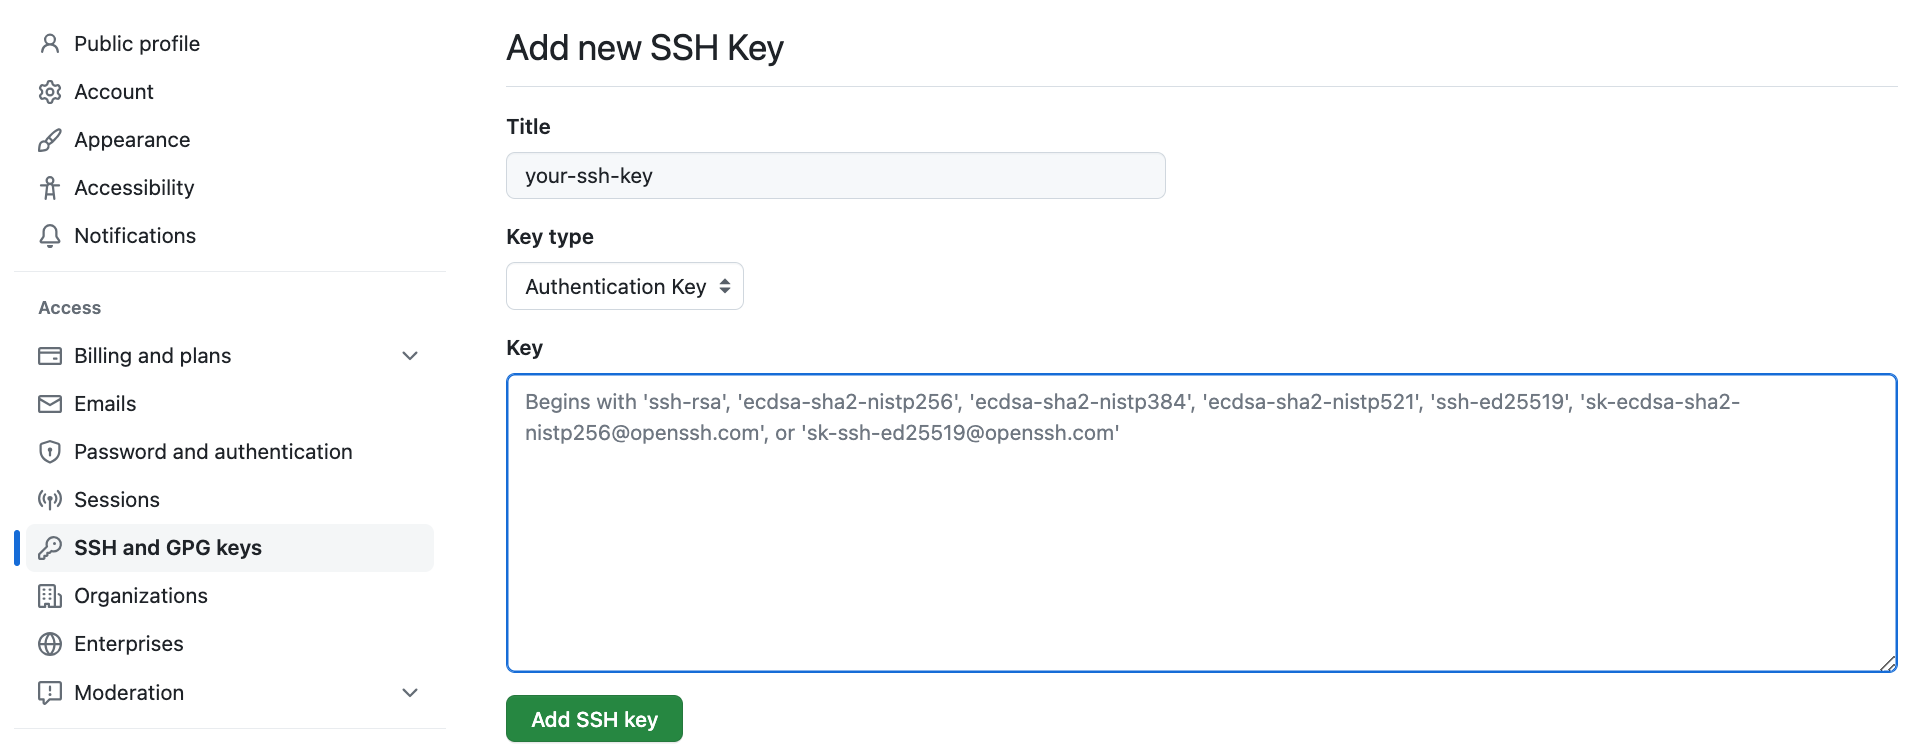 Public profile
Account
Appearance
Accessibility
Notifications
Access
Billing and plans
Emails
Password and authentication
Sessions
SSH and GPG keys
Organizations
Enterprises
Moderation
Add new SSH Key
Title
your-ssh-key
Key type
Authentication Key
Key
Begins with 'ssh-rsa', 'ecdsa-sha2-nistp256', 'ecdsa-sha2-nistp384', 'ecdsa-sha2-nistp521', 'ssh-ed25519', 'sk-ecdsa-sha2-
nistp256@openssh.com', or 'sk-ssh-ed25519@openssh.com'
Add SSH key